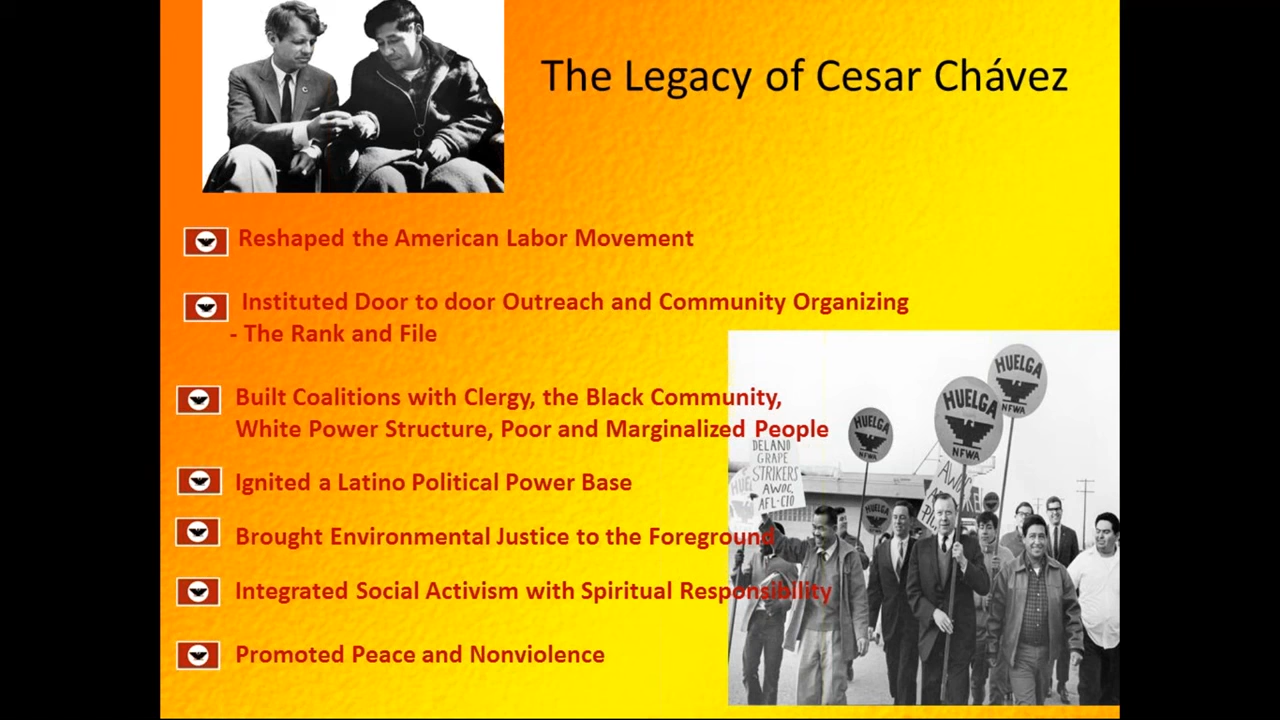 The Legacy of Cesar Chávez
Reshaped the American Labor Movement
Instituted Door to door Outreach and Community Organizing
- The Rank and File
Built Coalitions with Clergy, the Black Community,
White Power Structure, Poor and Marginalized People
Ignited a Latino Political Power Base
Brought Environmental Justice to the Foreground
Integrated Social Activism with Spiritual Responsibility
Promoted Peace and Nonviolence
HUELGA
NFWA
HUELGA
NFWA
HUELGA
NFWA
DELANO
GRAPE
STRIKERS
AWOC,
AFL-CIO
HUELGA